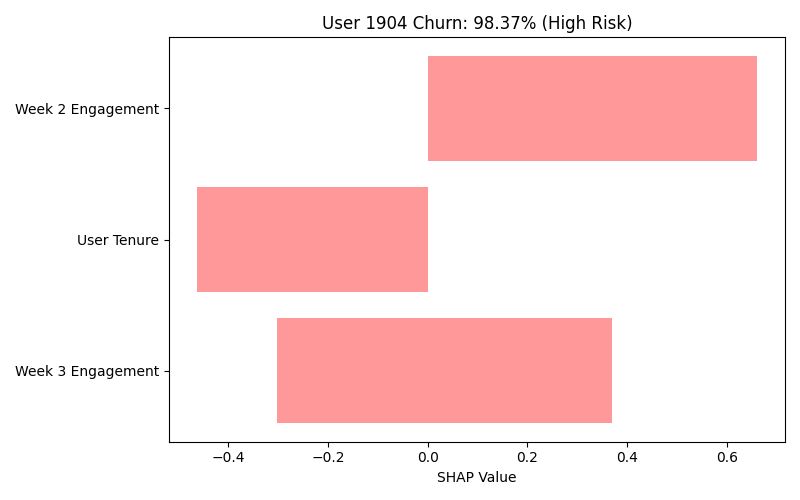 User 1904 Churn: 98.37% (High Risk)
Week 2 Engagement
User Tenure
Week 3 Engagement
−0.4 −0.2 0.0 0.2 0.4 0.6
SHAP Value